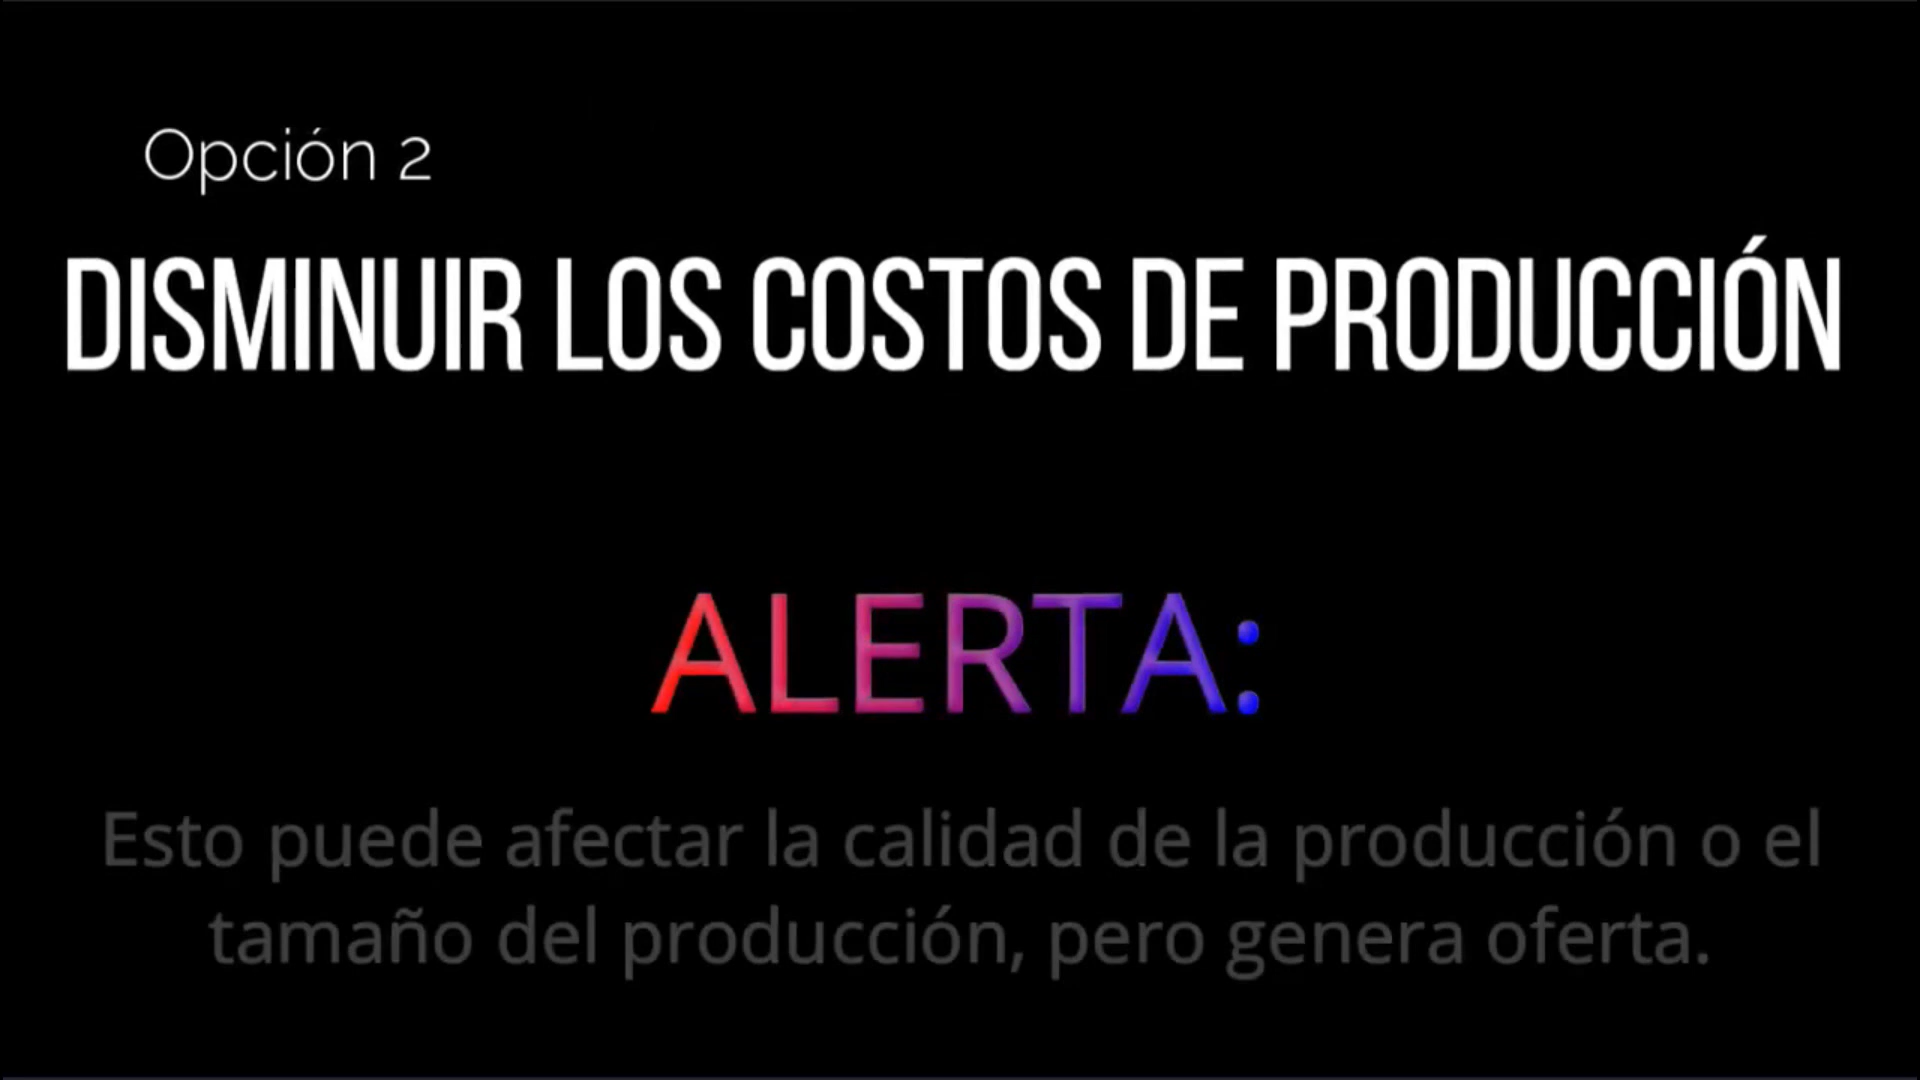 Opción 2
DISMINUIR LOS COSTOS DE PRODUCCIÓN
ALERTA:
Esto puede afectar la calidad de la producción o el
tamaño del producción, pero genera oferta.